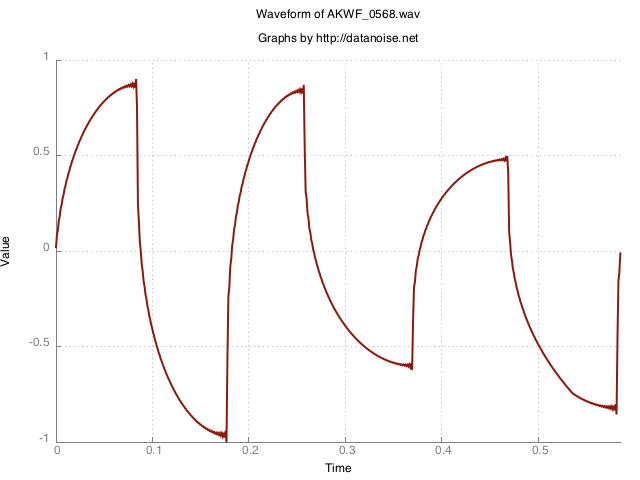 Waveform of AKWF_0568.wav
Graphs by http://datanoise.net
1
0.5
0
-0.5
-1
Value
0 0.1 0.2 0.3 0.4 0.5
Time